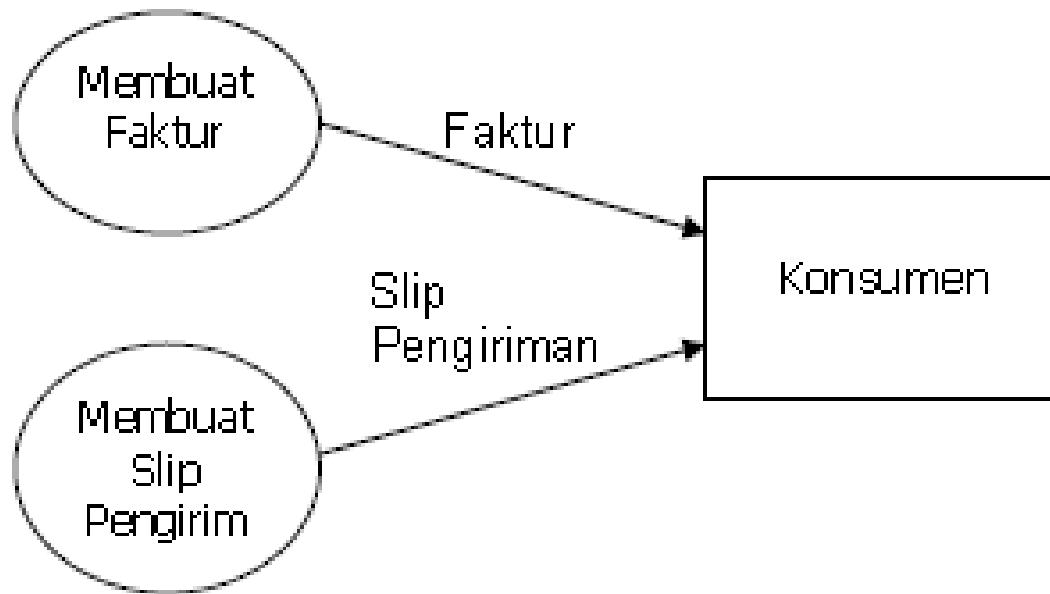 Membuat
Faktur
Faktur
Konsumen
Slip
Pengiriman
Membuat
Slip
Pengirim